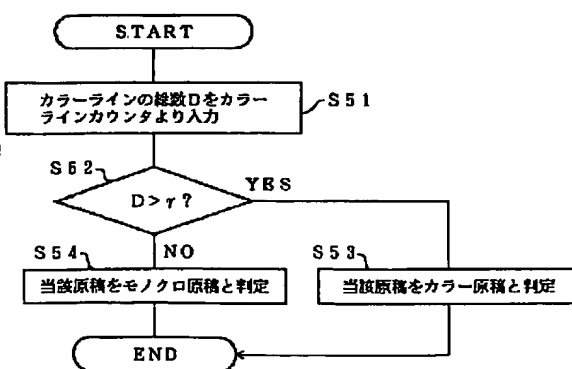 START
カラーラインの総数Dをカラー
ラインカウンタより入力
S51
S52
D>γ?
YES
S54
NO
S53
当該原稿をモノクロ原稿と判定
当該原稿をカラー原稿と判定
END